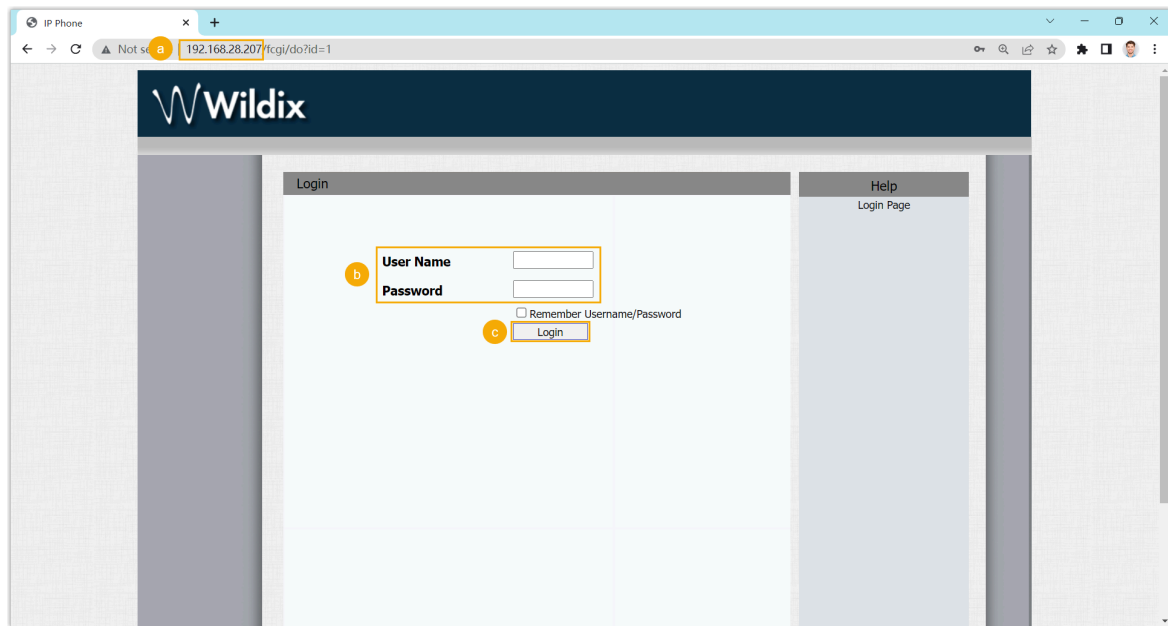 IP Phone
Not se a 192.168.28.207/fcgi/do?id=1
Wildix
Login
Help
Login Page
b
User Name
Password
Remember Username/Password
c
Login